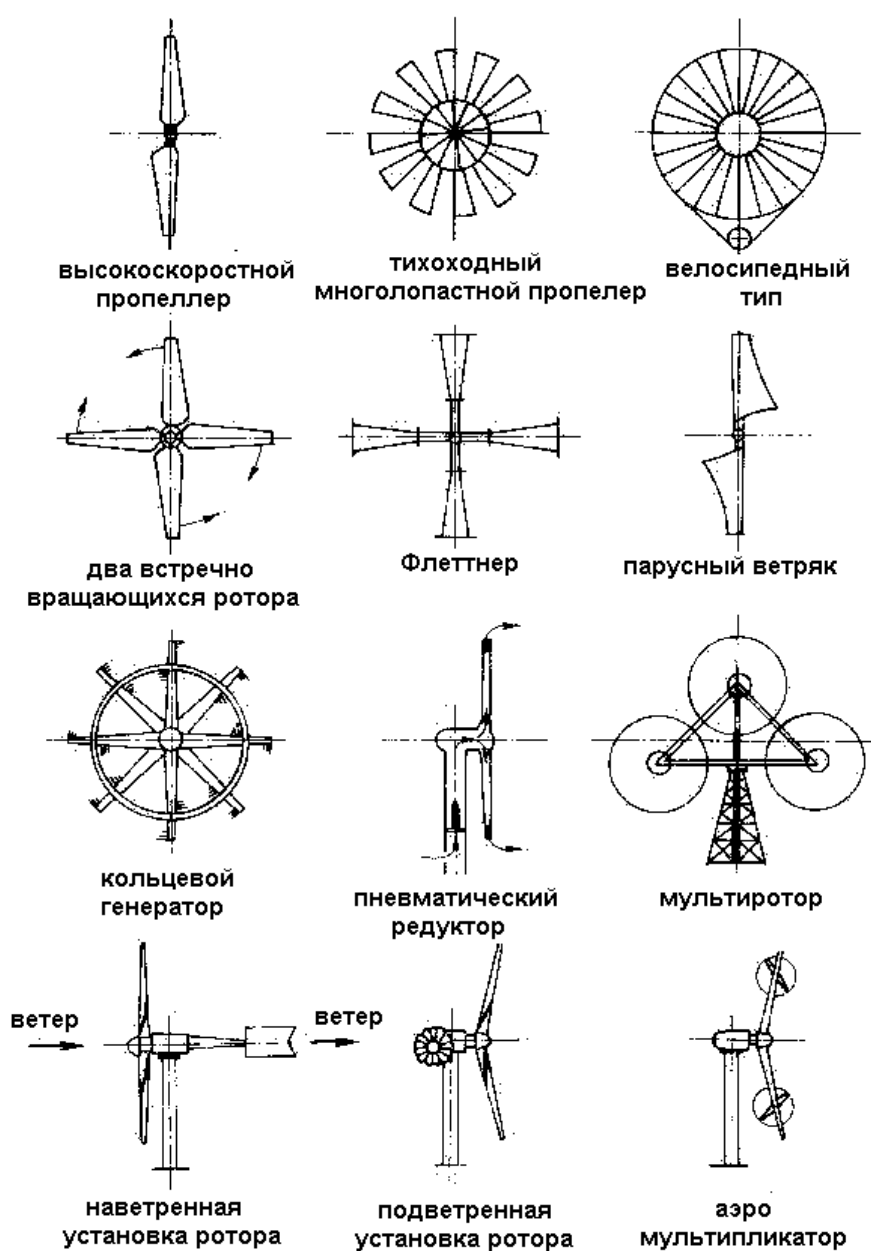 высокоскоростной
пропеллер
тихоходный
многолопастной пропелер
велосипедный
тип
два встречно
вращающихся ротора
Флеттнер
парусный ветряк
кольцевой
генератор
пневматический
редуктор
мультиротор
ветер
ветер
наветренная
установка ротора
подветренная
установка ротора
аэро
мультипликатор